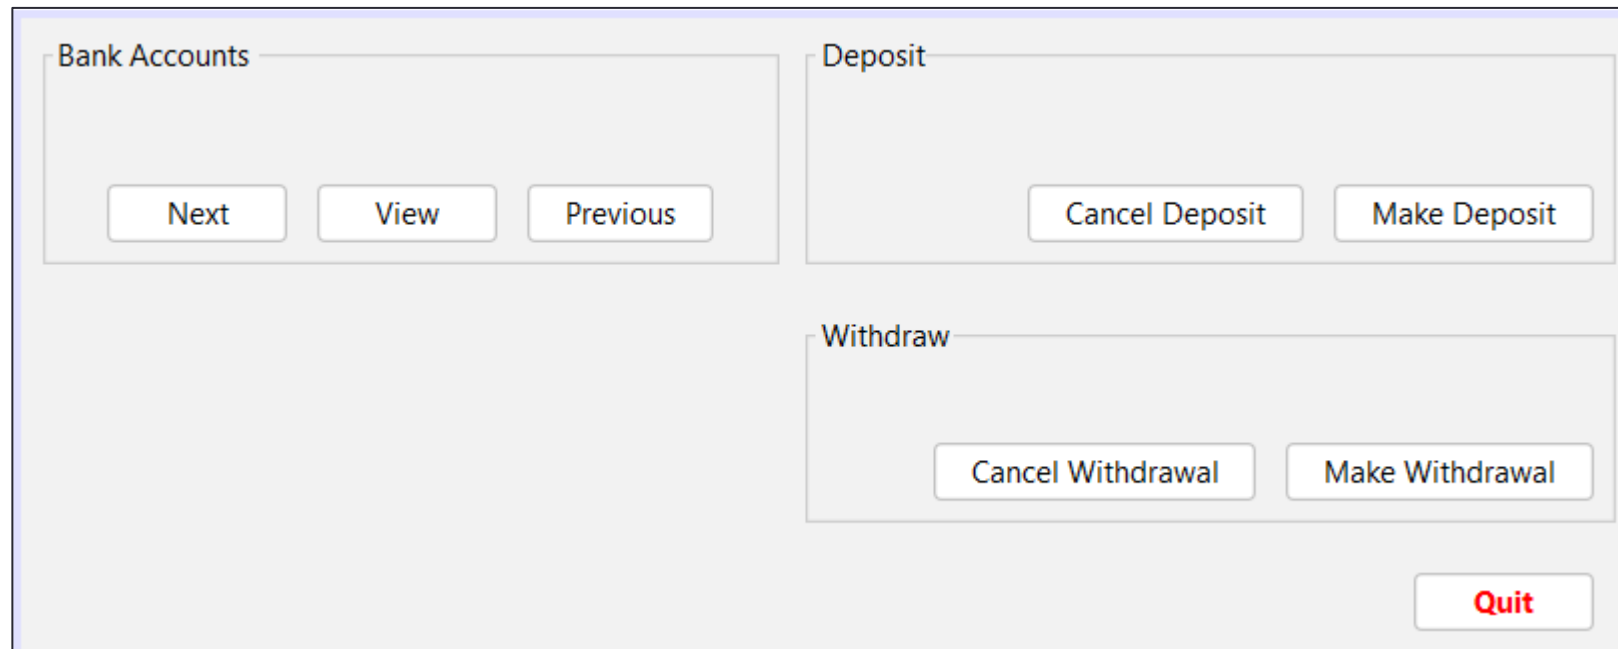 Bank Accounts
Next View Previous
Deposit
Cancel Deposit Make Deposit
Withdraw
Cancel Withdrawal Make Withdrawal
Quit